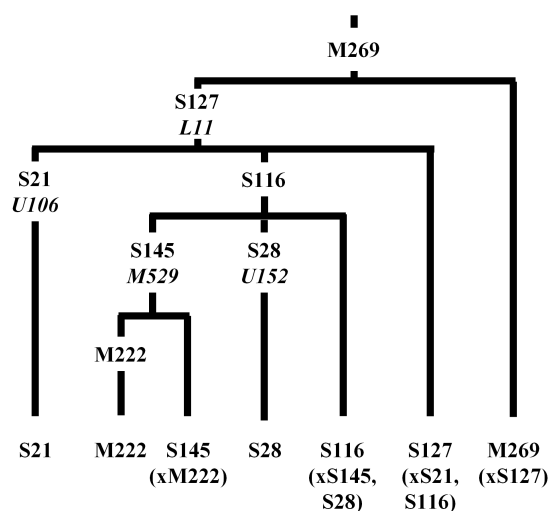 M269
S127
L11
S21
U106
S116
S145
M529
S28
U152
M222
S21
M222
S145
(xM222)
S28
S116
(xS145,
S28)
S127
(xS21,
S116)
M269
(xS127)